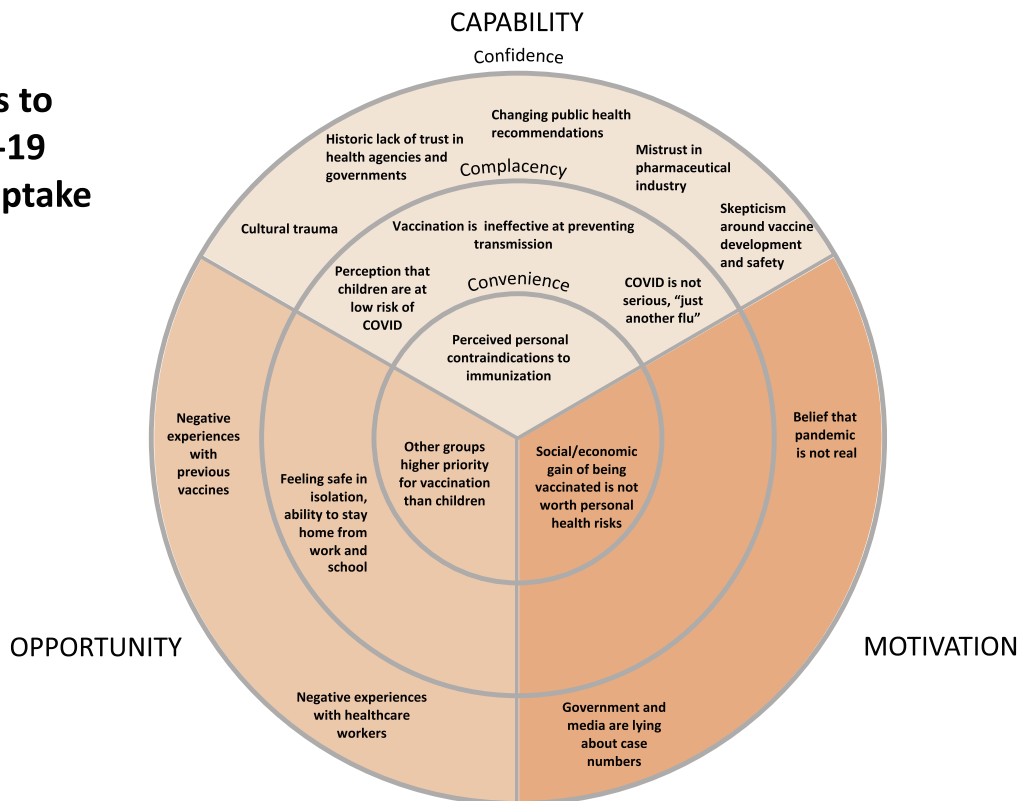 CAPABILITY
Confidence
s to
-19
ptake
Changing public health
recommendations
Historic lack of trust in
health agencies and
governments
Mistrust in
pharmaceutical
industry
Complacency
Skepticism
around vaccine
development
and safety
Cultural trauma
Vaccination is ineffective at preventing
transmission
Perception that
children are at
low risk of
COVID
Convenience
COVID is not
serious, “just
another flu”
Perceived personal
contraindications to
immunization
Negative
experiences
with
previous
vaccines
Belief that
pandemic
is not real
Other groups
higher priority
for vaccination
than children
Social/economic
gain of being
vaccinated is not
worth personal
health risks
Feeling safe in
isolation,
ability to stay
home from
work and
school
OPPORTUNITY
MOTIVATION
Negative experiences
with healthcare
workers
Government and
media are lying
about case
numbers